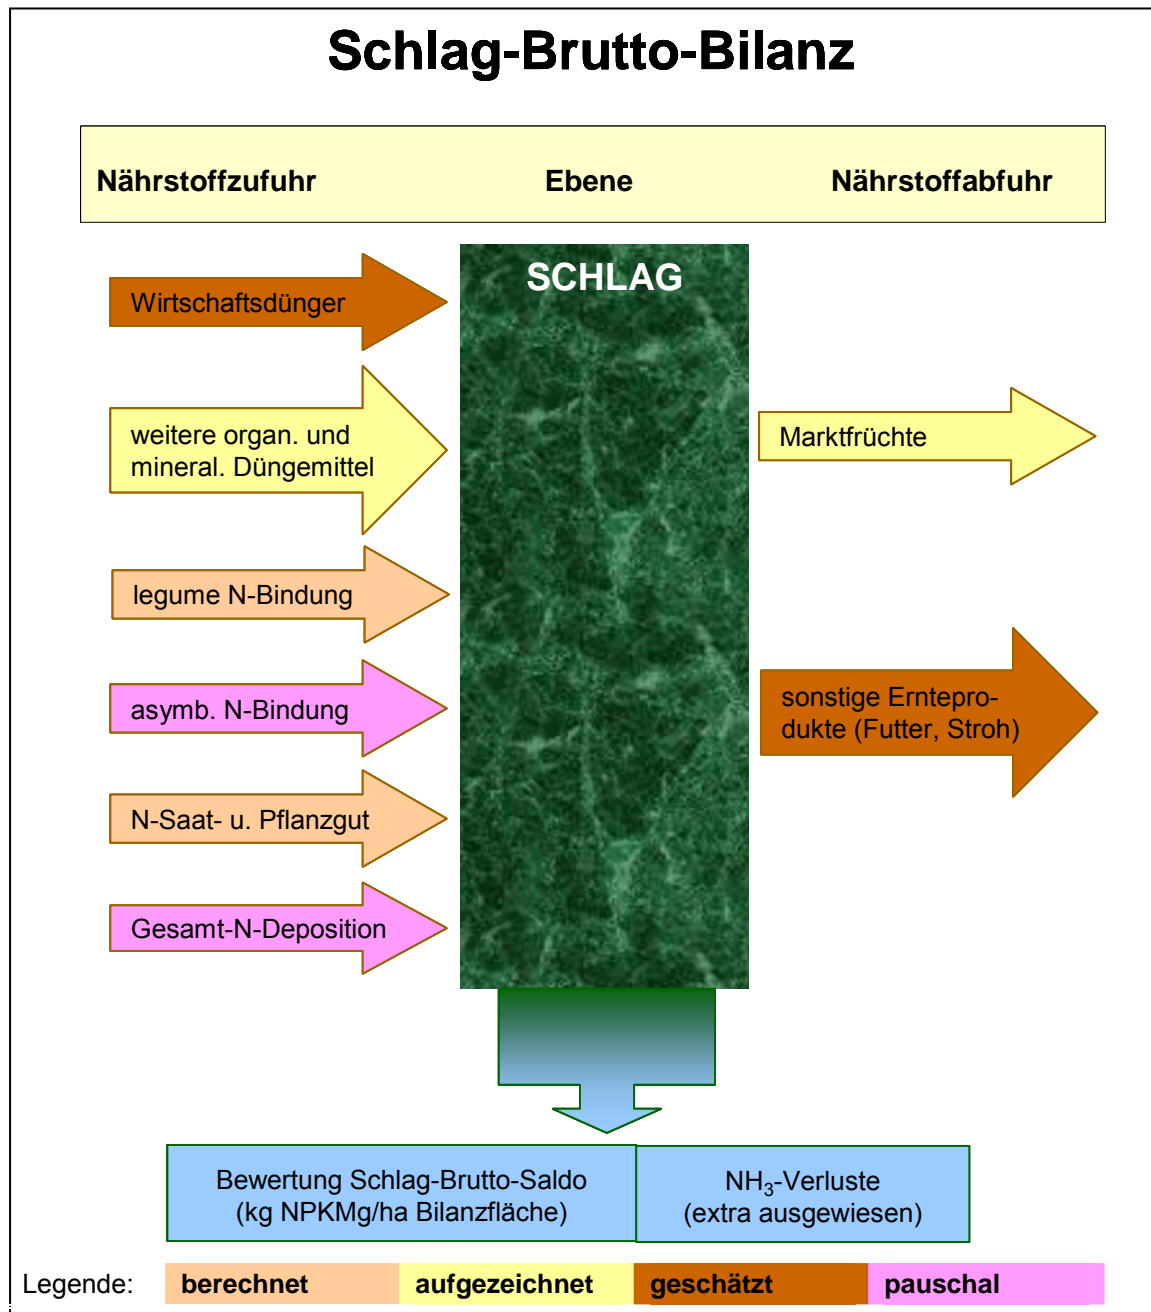 Schlag-Brutto-Bilanz
Nährstoffzufuhr Ebene Nährstoffabfuhr
SCHLAG
Wirtschaftsdünger
weitere organ. und
mineral. Düngemittel
legume N-Bindung
asymb. N-Bindung
N-Saat- u. Pflanzgut
Gesamt-N-Deposition
Marktfrüchte
sonstige Erntepro-
dukte (Futter, Stroh)
Bewertung Schlag-Brutto-Saldo
(kg NPKMg/ha Bilanzfläche)
NH₃-Verluste
(extra ausgewiesen)
Legende: berechnet aufgezeichnet geschätzt pauschal